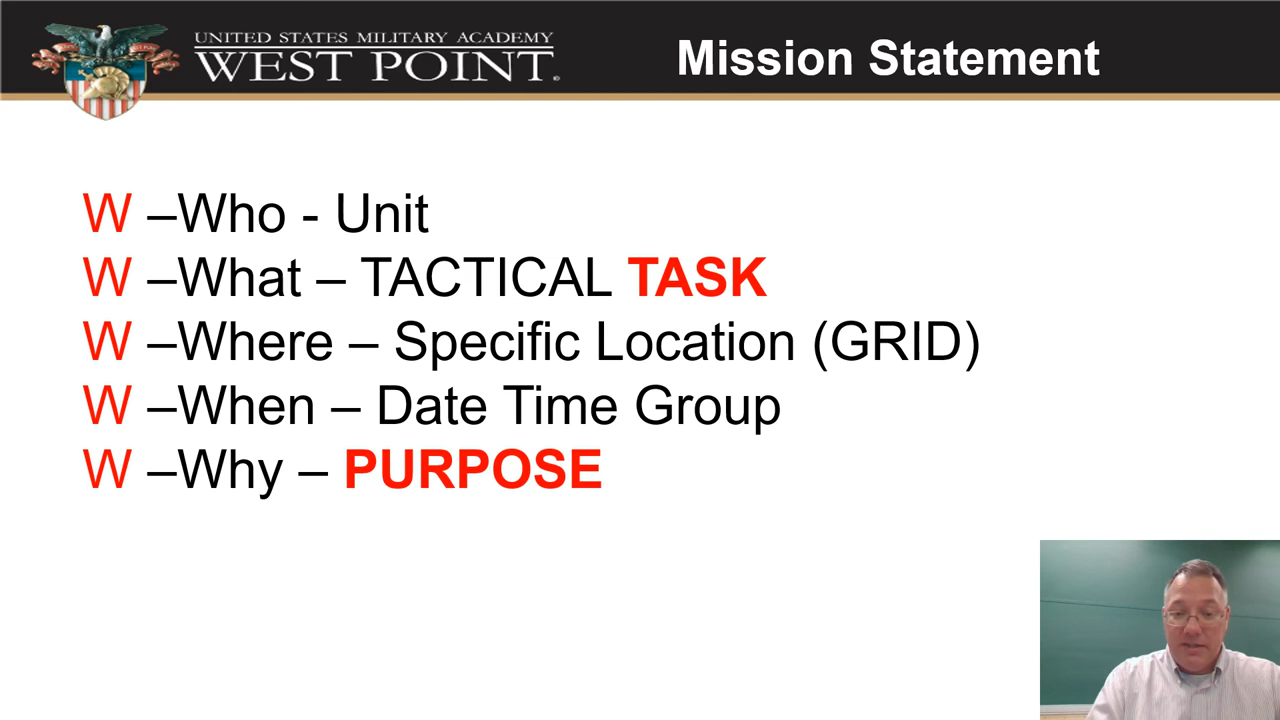 UNITED STATES MILITARY ACADEMY
WEST POINT.
Mission Statement
W –Who - Unit
W –What – TACTICAL TASK
W –Where – Specific Location (GRID)
W –When – Date Time Group
W –Why – PURPOSE